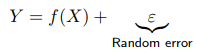 Y = f(X) + ε
Random error